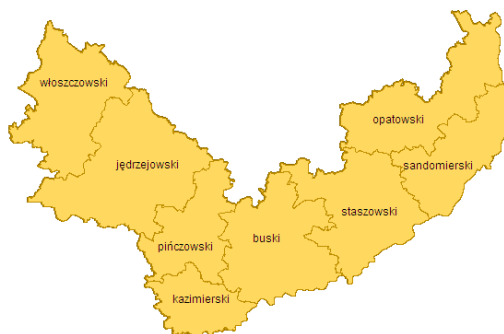 włoszczowski
opatowski
jędrzejowski
sandomierski
staszowski
buski
pińczowski
kazimierski